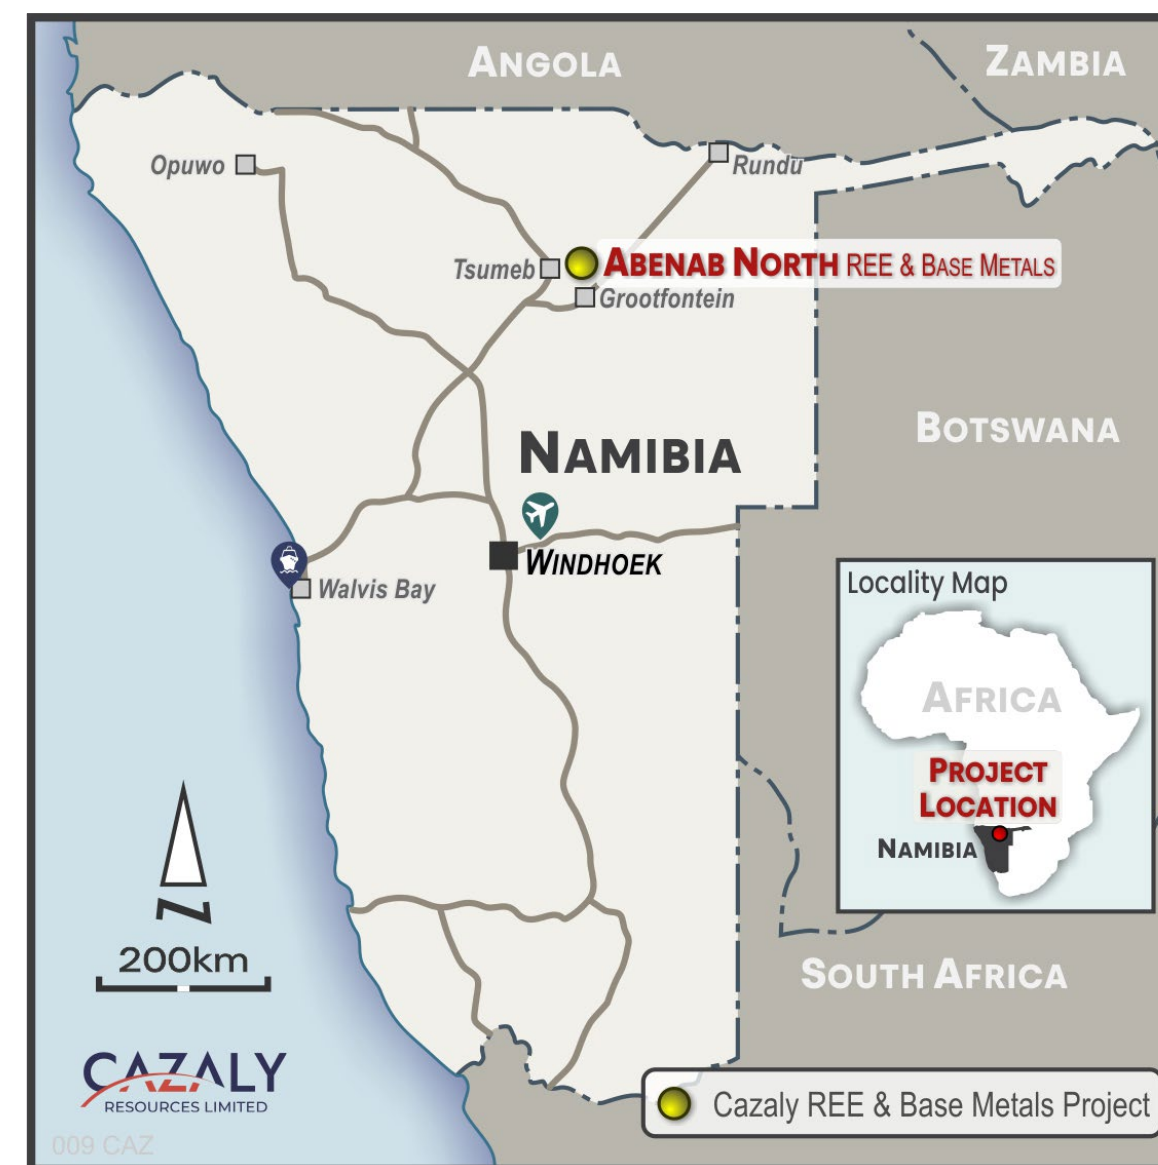 ANGOLA
ZAMBIA
Opuwo
Rundu
Tsumeb
ABENAB NORTH REE & BASE METALS
Grootfontein
BOTSWANA
NAMIBIA
WINDHOEK
Walvis Bay
Locality Map
AFRICA
PROJECT
LOCATION
NAMIBIA
N
200km
SOUTH AFRICA
CAZALY
RESOURCES LIMITED
Cazaly REE & Base Metals Project
009 CAZ